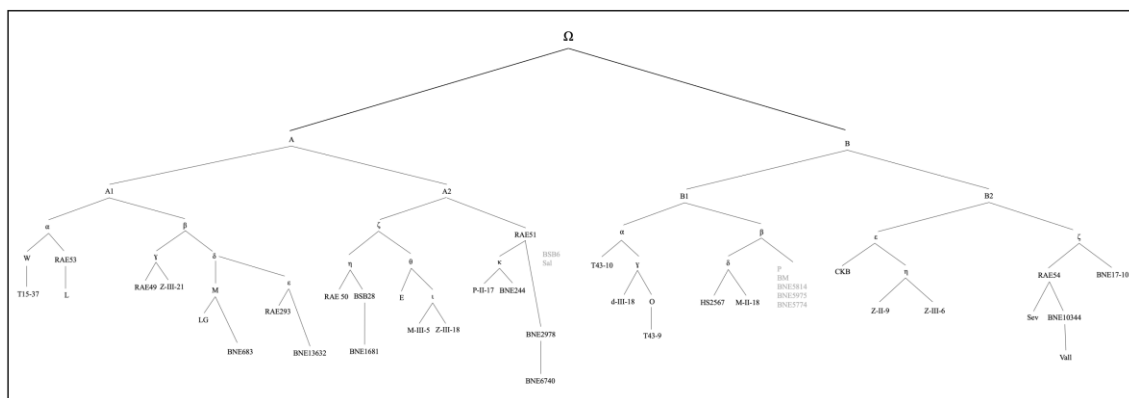 Ω
A B
A1 A2 B1 B2
α β ζ RAE51 α β ε ζ
W RAE53 γ δ η θ κ BSB6 T43-10 γ δ P CKB η RAE54 BNE17-10
Sal BM
T15-37 L RAE49 Z-III-21 M ε RAE 50 BSB28 E ι P-II-17 BNE244 d-III-18 O HS2567 M-II-18 BNE5814
BNE5975
BNE5774
LG RAE293 M-III-5 Z-III-18 BNE2978 T43-9 Z-II-9 Z-III-6 Sev BNE10344
BNE683 BNE13632 BNE1681 Vall
BNE6740